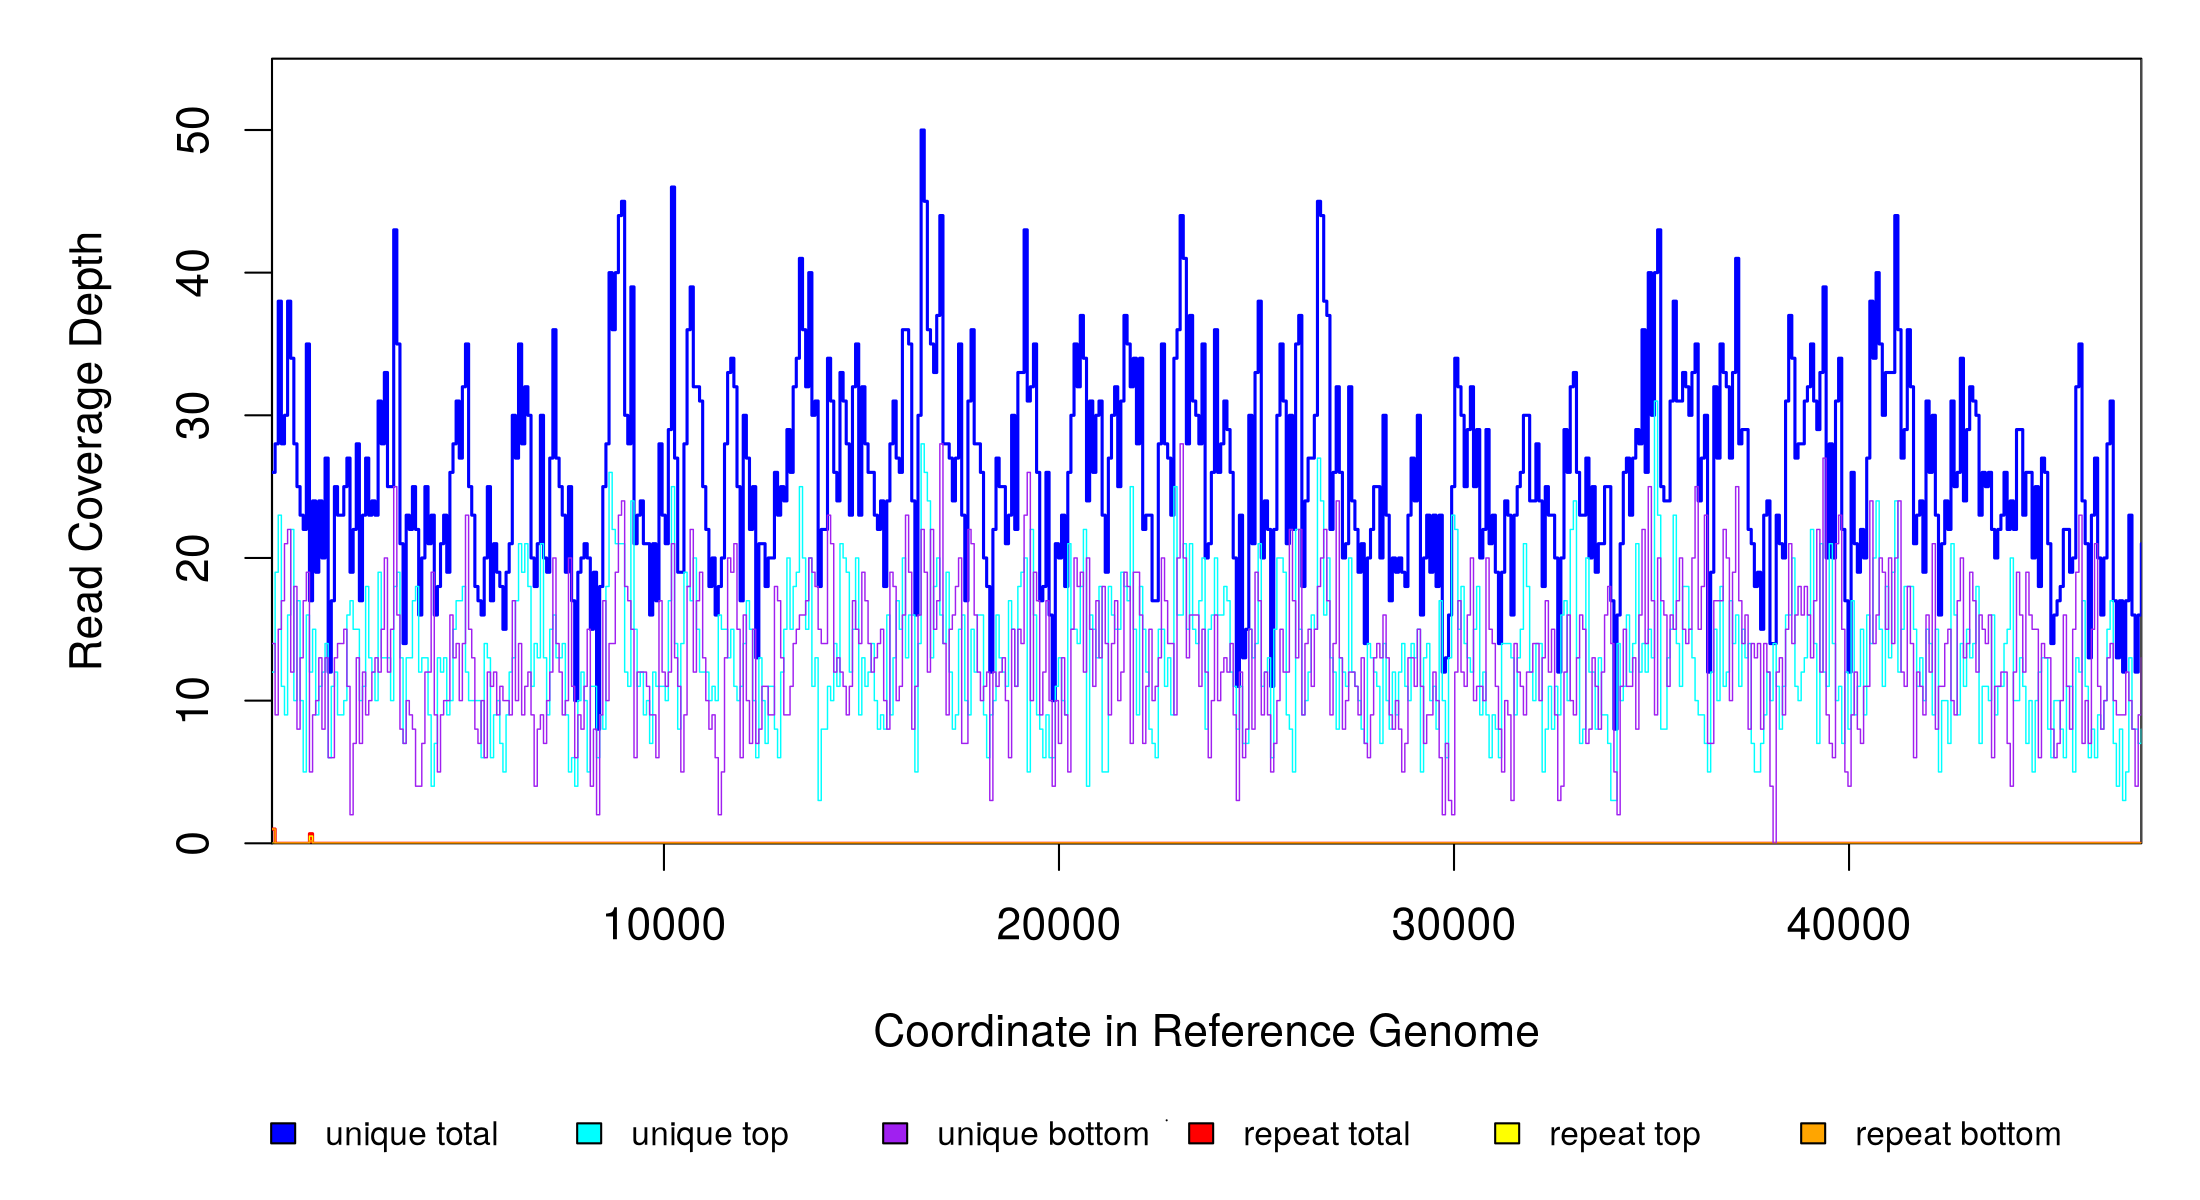 50
40
30
20
10
0
Read Coverage Depth
10000 20000 30000 40000
Coordinate in Reference Genome
unique total unique top unique bottom repeat total repeat top repeat bottom